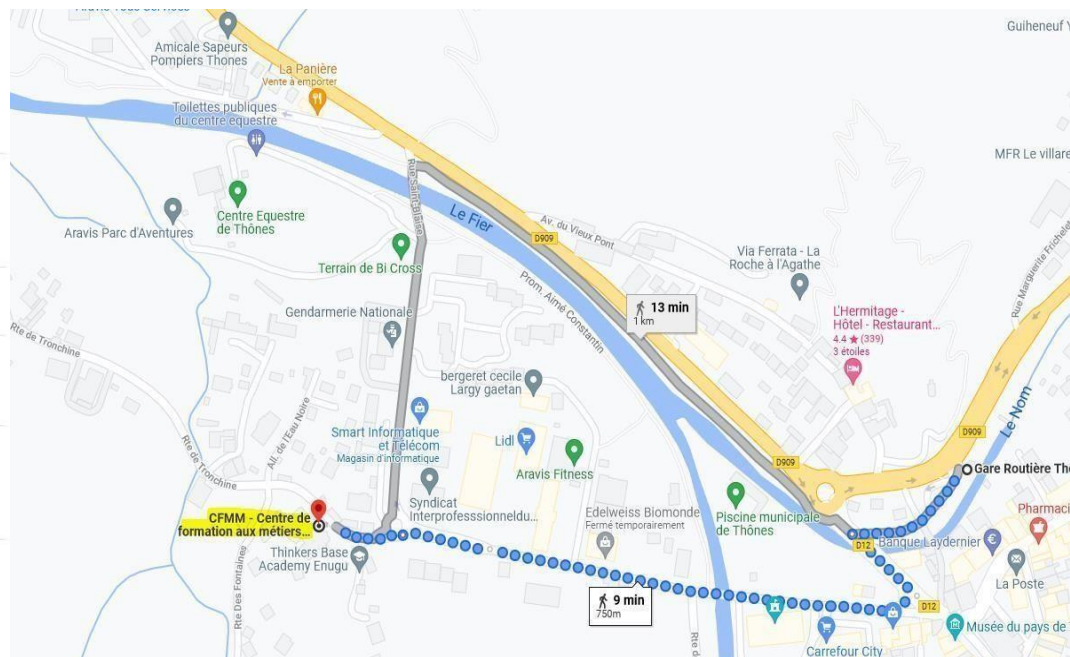 Guiheneuf Y
Amicale Sapeurs
Pompiers Thones
La Panière
Vente à emporter
Toilettes publiques
du centre équestre
MFR Le villare
Rue Saint-Blaise
Centre Equestre
de Thônes
Aravis Parc d'Aventures
Le Fier
Av. du Vieux Pont
D909
Terrain de Bi Cross
Via Ferrata - La
Roche à l'Agathe
Rue Marguerite Frichelet
Prom. Aimé Constantin
13 min
1 km
Gendarmerie Nationale
L'Hermitage -
Hôtel - Restaurant...
4.4 ★ (339)
3 étoiles
Rte de Tronchine
bergeret cecile
Largy gaetan
All. de l'Eau Noire
Smart Informatique
et Télécom
Magasin d'informatique
Lidl
Aravis Fitness
Le Nom
D909
D909
Gare Routière Tho
Rte de Tronchine
Syndicat
Interprofesssionneldu...
Edelweiss Biomonde
Fermé temporairement
Piscine municipale
de Thônes
CFMM - Centre de
formation aux métiers...
Pharmaci
D12
Banque Laydernier
Thinkers Base
Academy Enugu
La Poste
Rte Des Fontaines
9 min
750m
D12
Musée du pays de
Carrefour City
Rte d